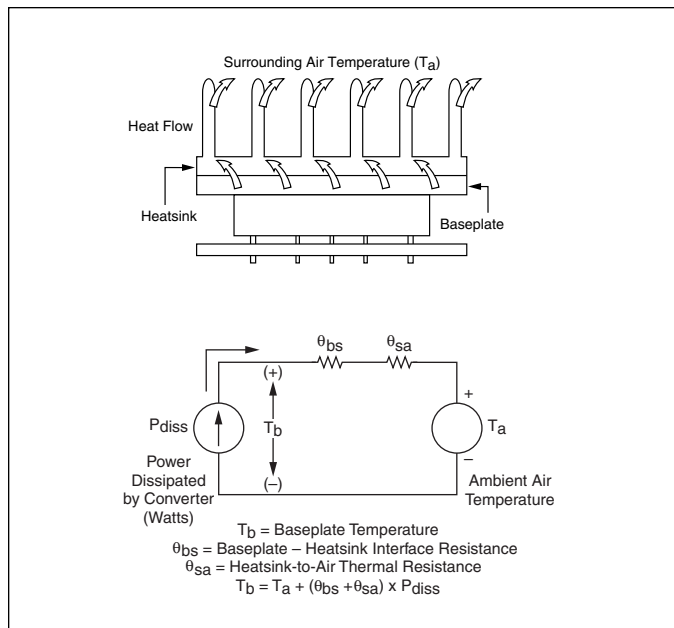 Surrounding Air Temperature (Ta)
Heat Flow
Heatsink
Baseplate
θbs
θsa
(+)
+
Pdiss
Tb
Ta
(–)
–
Power
Dissipated
by Converter
(Watts)
Ambient Air
Temperature
Tb = Baseplate Temperature
θbs = Baseplate – Heatsink Interface Resistance
θsa = Heatsink-to-Air Thermal Resistance
Tb = Ta + (θbs +θsa) x Pdiss